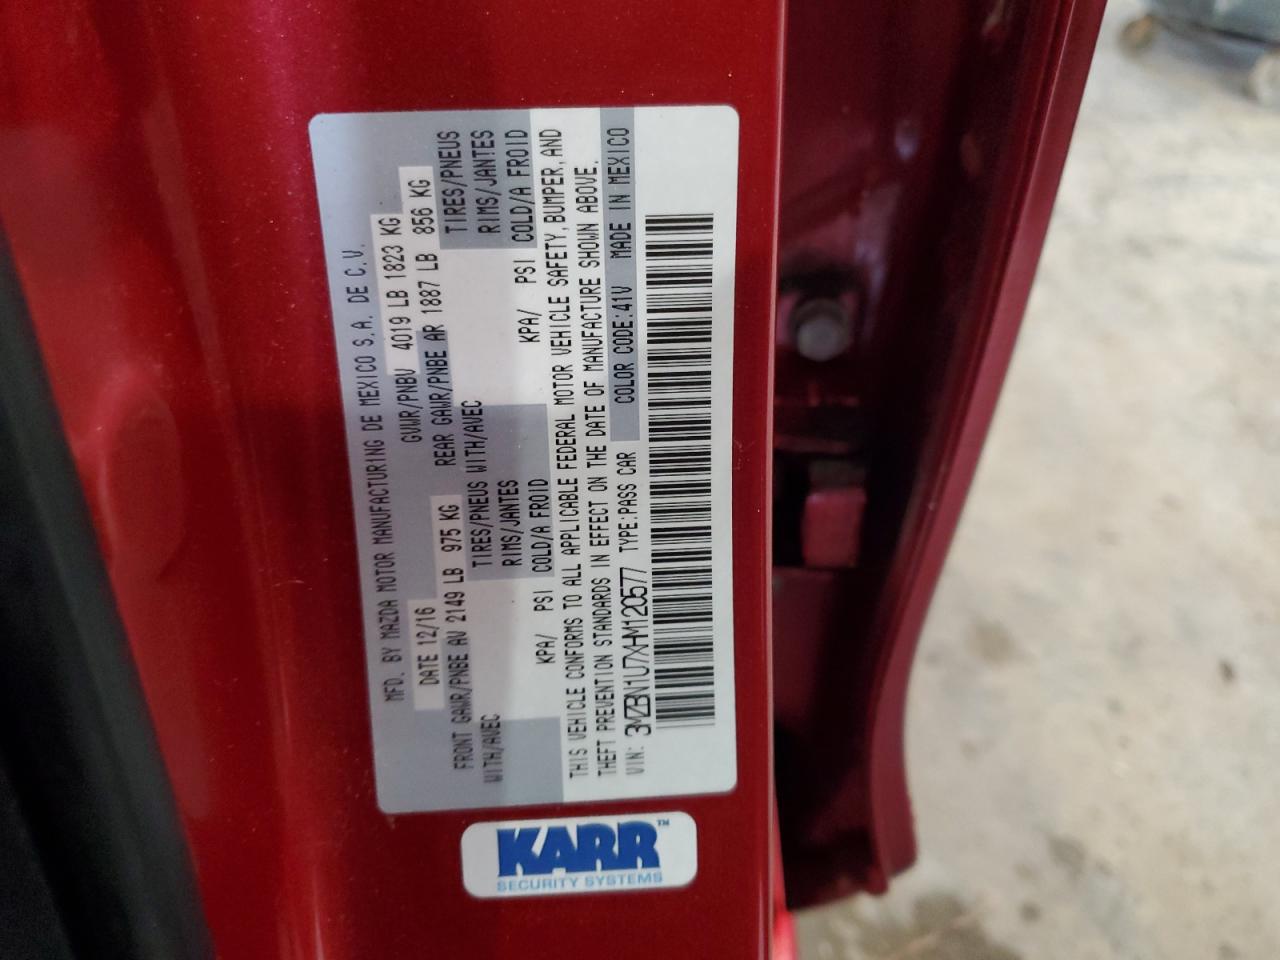 MFD. BY MAZDA MOTOR MANUFACTURING DE MEXICO S.A. DE C.V.
DATE 12/16 GVWR/PNBV 4019 LB 1823 KG
FRONT GAWR/PNBE AV 2149 LB 975 KG REAR GAWR/PNBE AR 1887 LB 856 KG
WITH/AVEC TIRES/PNEUS WITH/AVEC TIRES/PNEUS
RIMS/JANTES RIMS/JANTES
KPA/ PSI COLD/A FROID KPA/ PSI COLD/A FROID
THIS VEHICLE CONFORMS TO ALL APPLICABLE FEDERAL MOTOR VEHICLE SAFETY, BUMPER, AND
THEFT PREVENTION STANDARDS IN EFFECT ON THE DATE OF MANUFACTURE SHOWN ABOVE.
VIN: 3MZBN1U7XHM120577 TYPE:PASS CAR COLOR CODE:41V MADE IN MEXICO
KARR™
SECURITY SYSTEMS